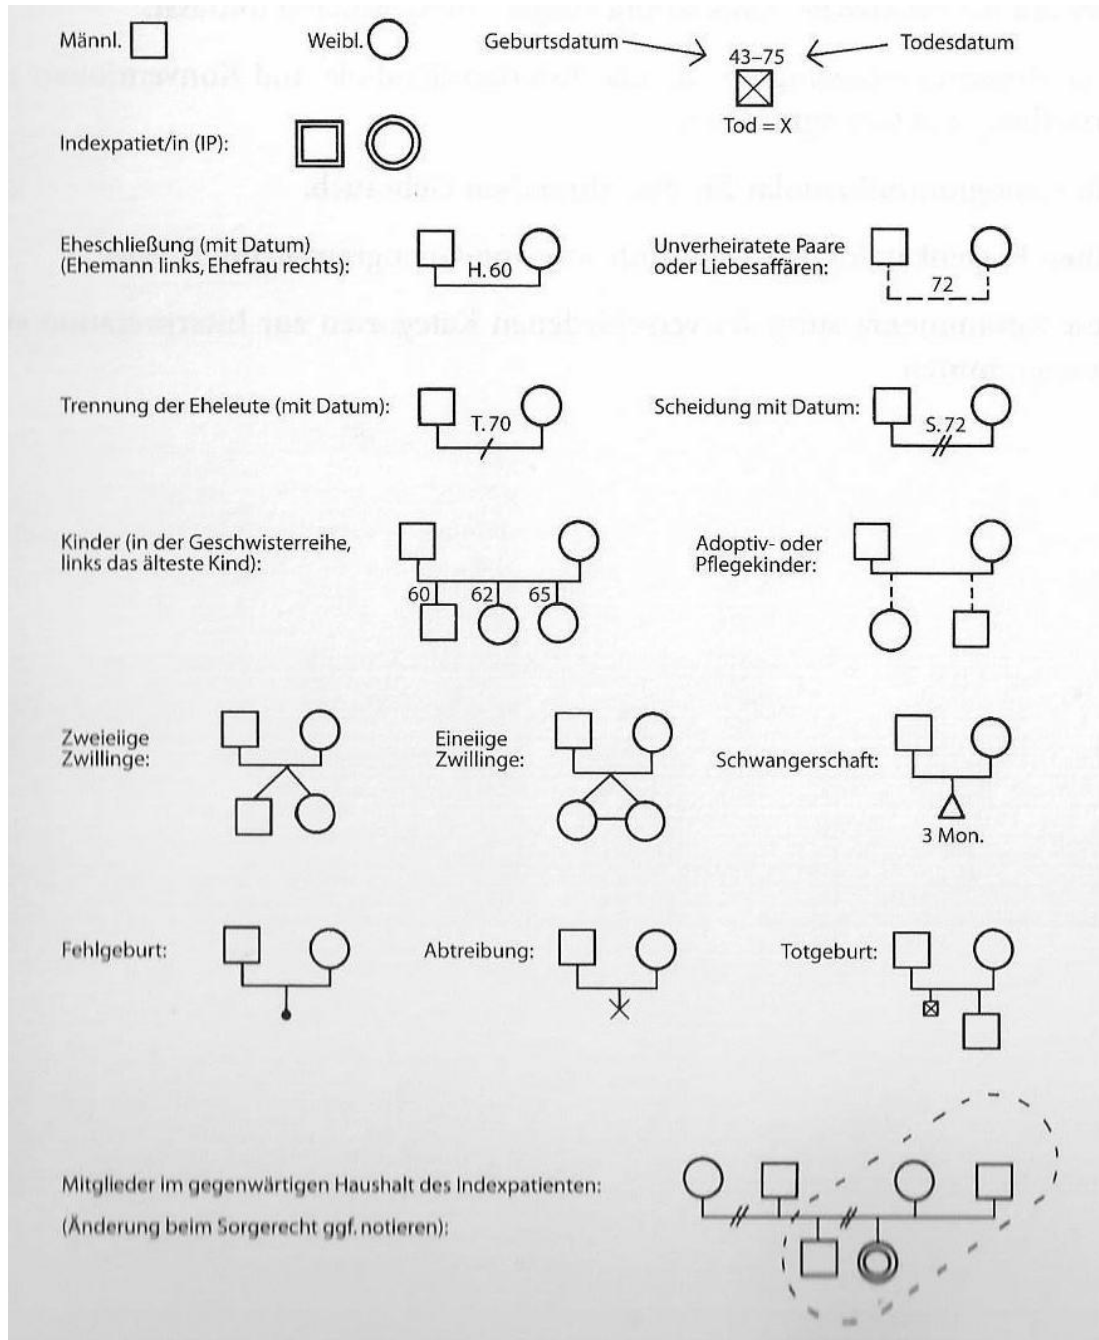 Männl.
Weibl.
Geburtsdatum
Todesdatum
43–75
Tod = X
Indexpatiet/in (IP):
Eheschließung (mit Datum)
(Ehemann links, Ehefrau rechts):
H.60
Unverheiratete Paare
oder Liebesaffären:
72
Trennung der Eheleute (mit Datum):
T.70
Scheidung mit Datum:
S.72
Kinder (in der Geschwisterreihe,
links das älteste Kind):
60 62 65
Adoptiv- oder
Pflegekinder:
Zweieiige
Zwillinge:
Eineiige
Zwillinge:
Schwangerschaft:
3 Mon.
Fehlgeburt:
Abtreibung:
Totgeburt:
Mitglieder im gegenwärtigen Haushalt des Indexpatienten:
(Änderung beim Sorgerecht ggf. notieren):